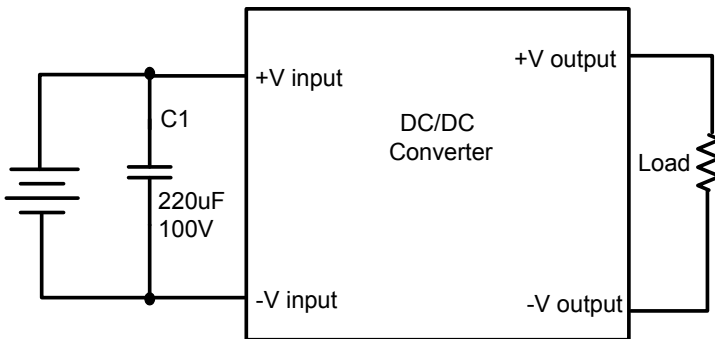 +V input
+V output
C1
DC/DC
Converter
Load
220uF
100V
-V input
-V output